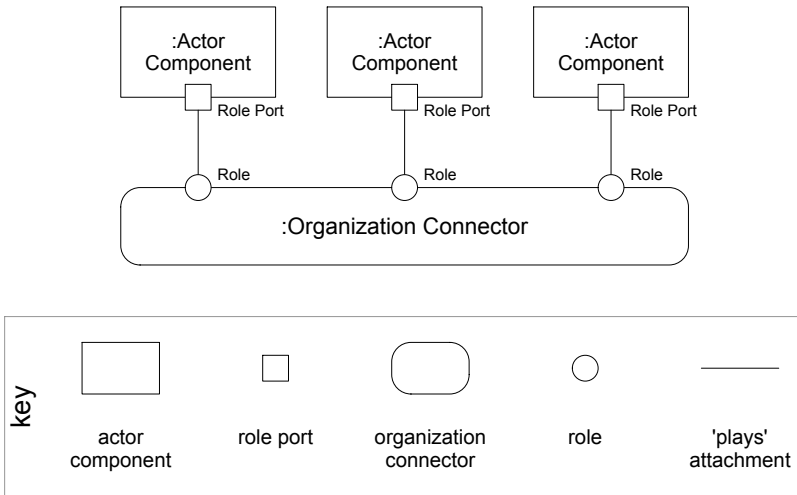 :Actor
Component
:Actor
Component
:Actor
Component
Role Port
Role Port
Role Port
Role
Role
Role
:Organization Connector
key
actor
component
role port
organization
connector
role
'plays'
attachment